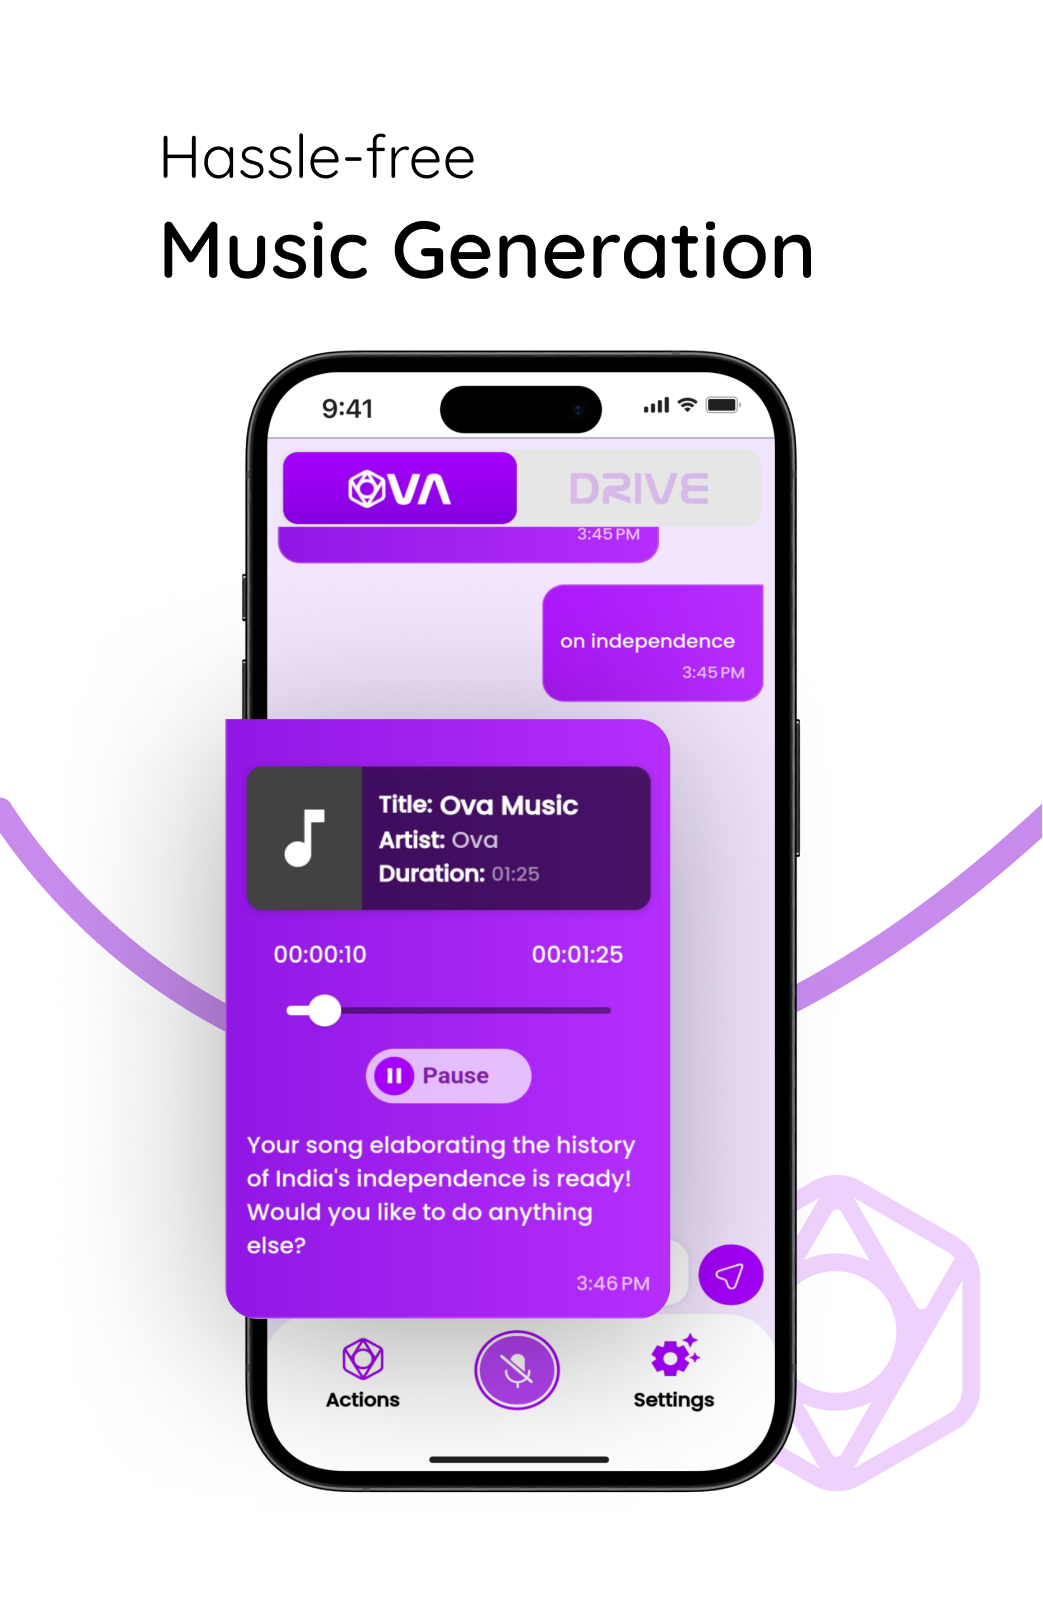 Hassle-free
Music Generation
9:41
OVA
DRIVE
3:45 PM
on independence
3:45 PM
Title: Ova Music
Artist: Ova
Duration: 01:25
00:00:10
00:01:25
Pause
Your song elaborating the history
of India's independence is ready!
Would you like to do anything
else?
3:46 PM
Actions
Settings